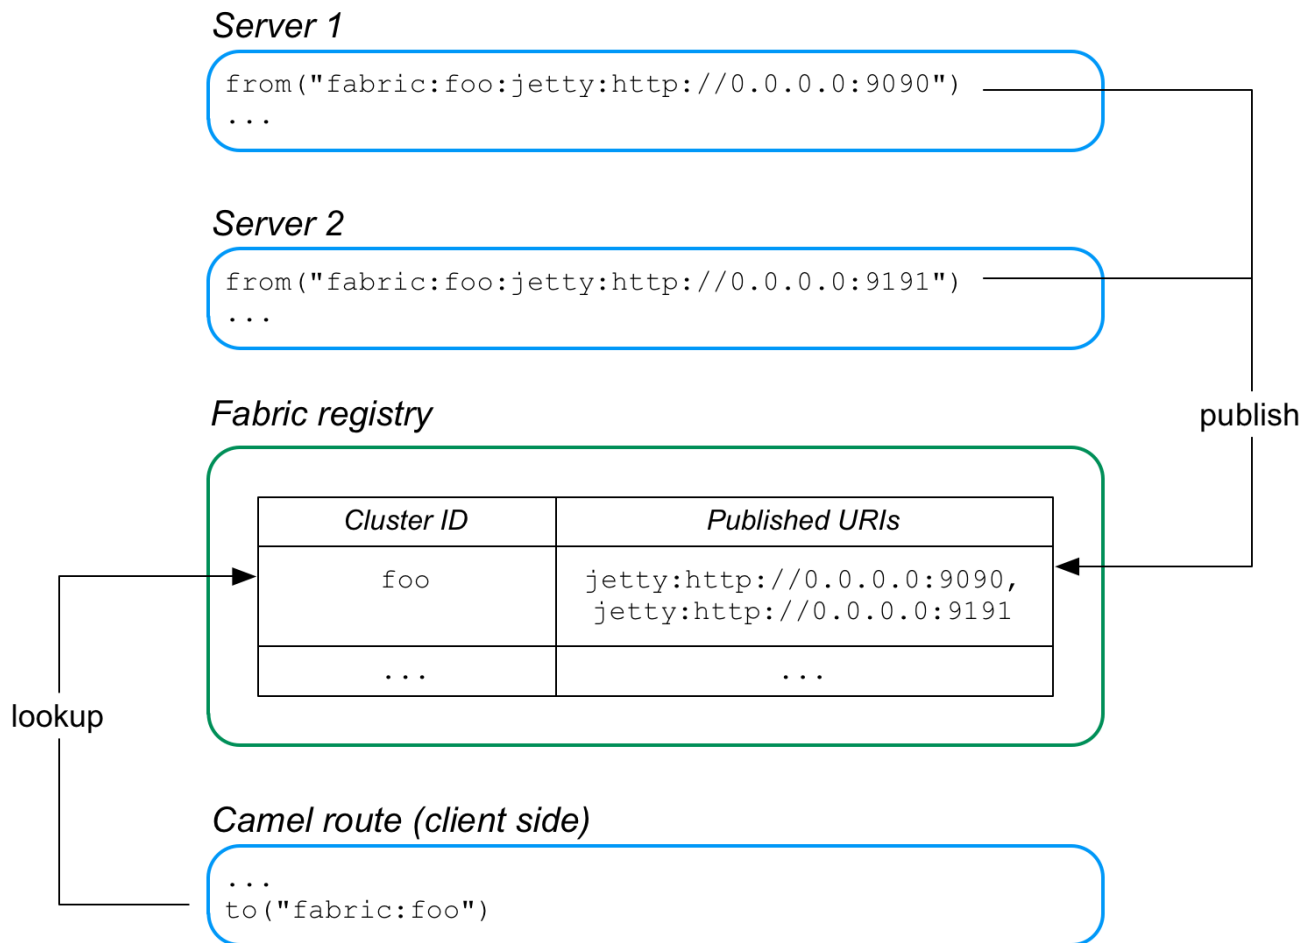 Server 1
from("fabric:foo:jetty:http://0.0.0.0:9090")
...
Server 2
from("fabric:foo:jetty:http://0.0.0.0:9191")
...
Fabric registry
publish
Cluster ID
Published URIs
foo
jetty:http://0.0.0.0:9090,
jetty:http://0.0.0.0:9191
...
...
lookup
Camel route (client side)
...
to("fabric:foo")